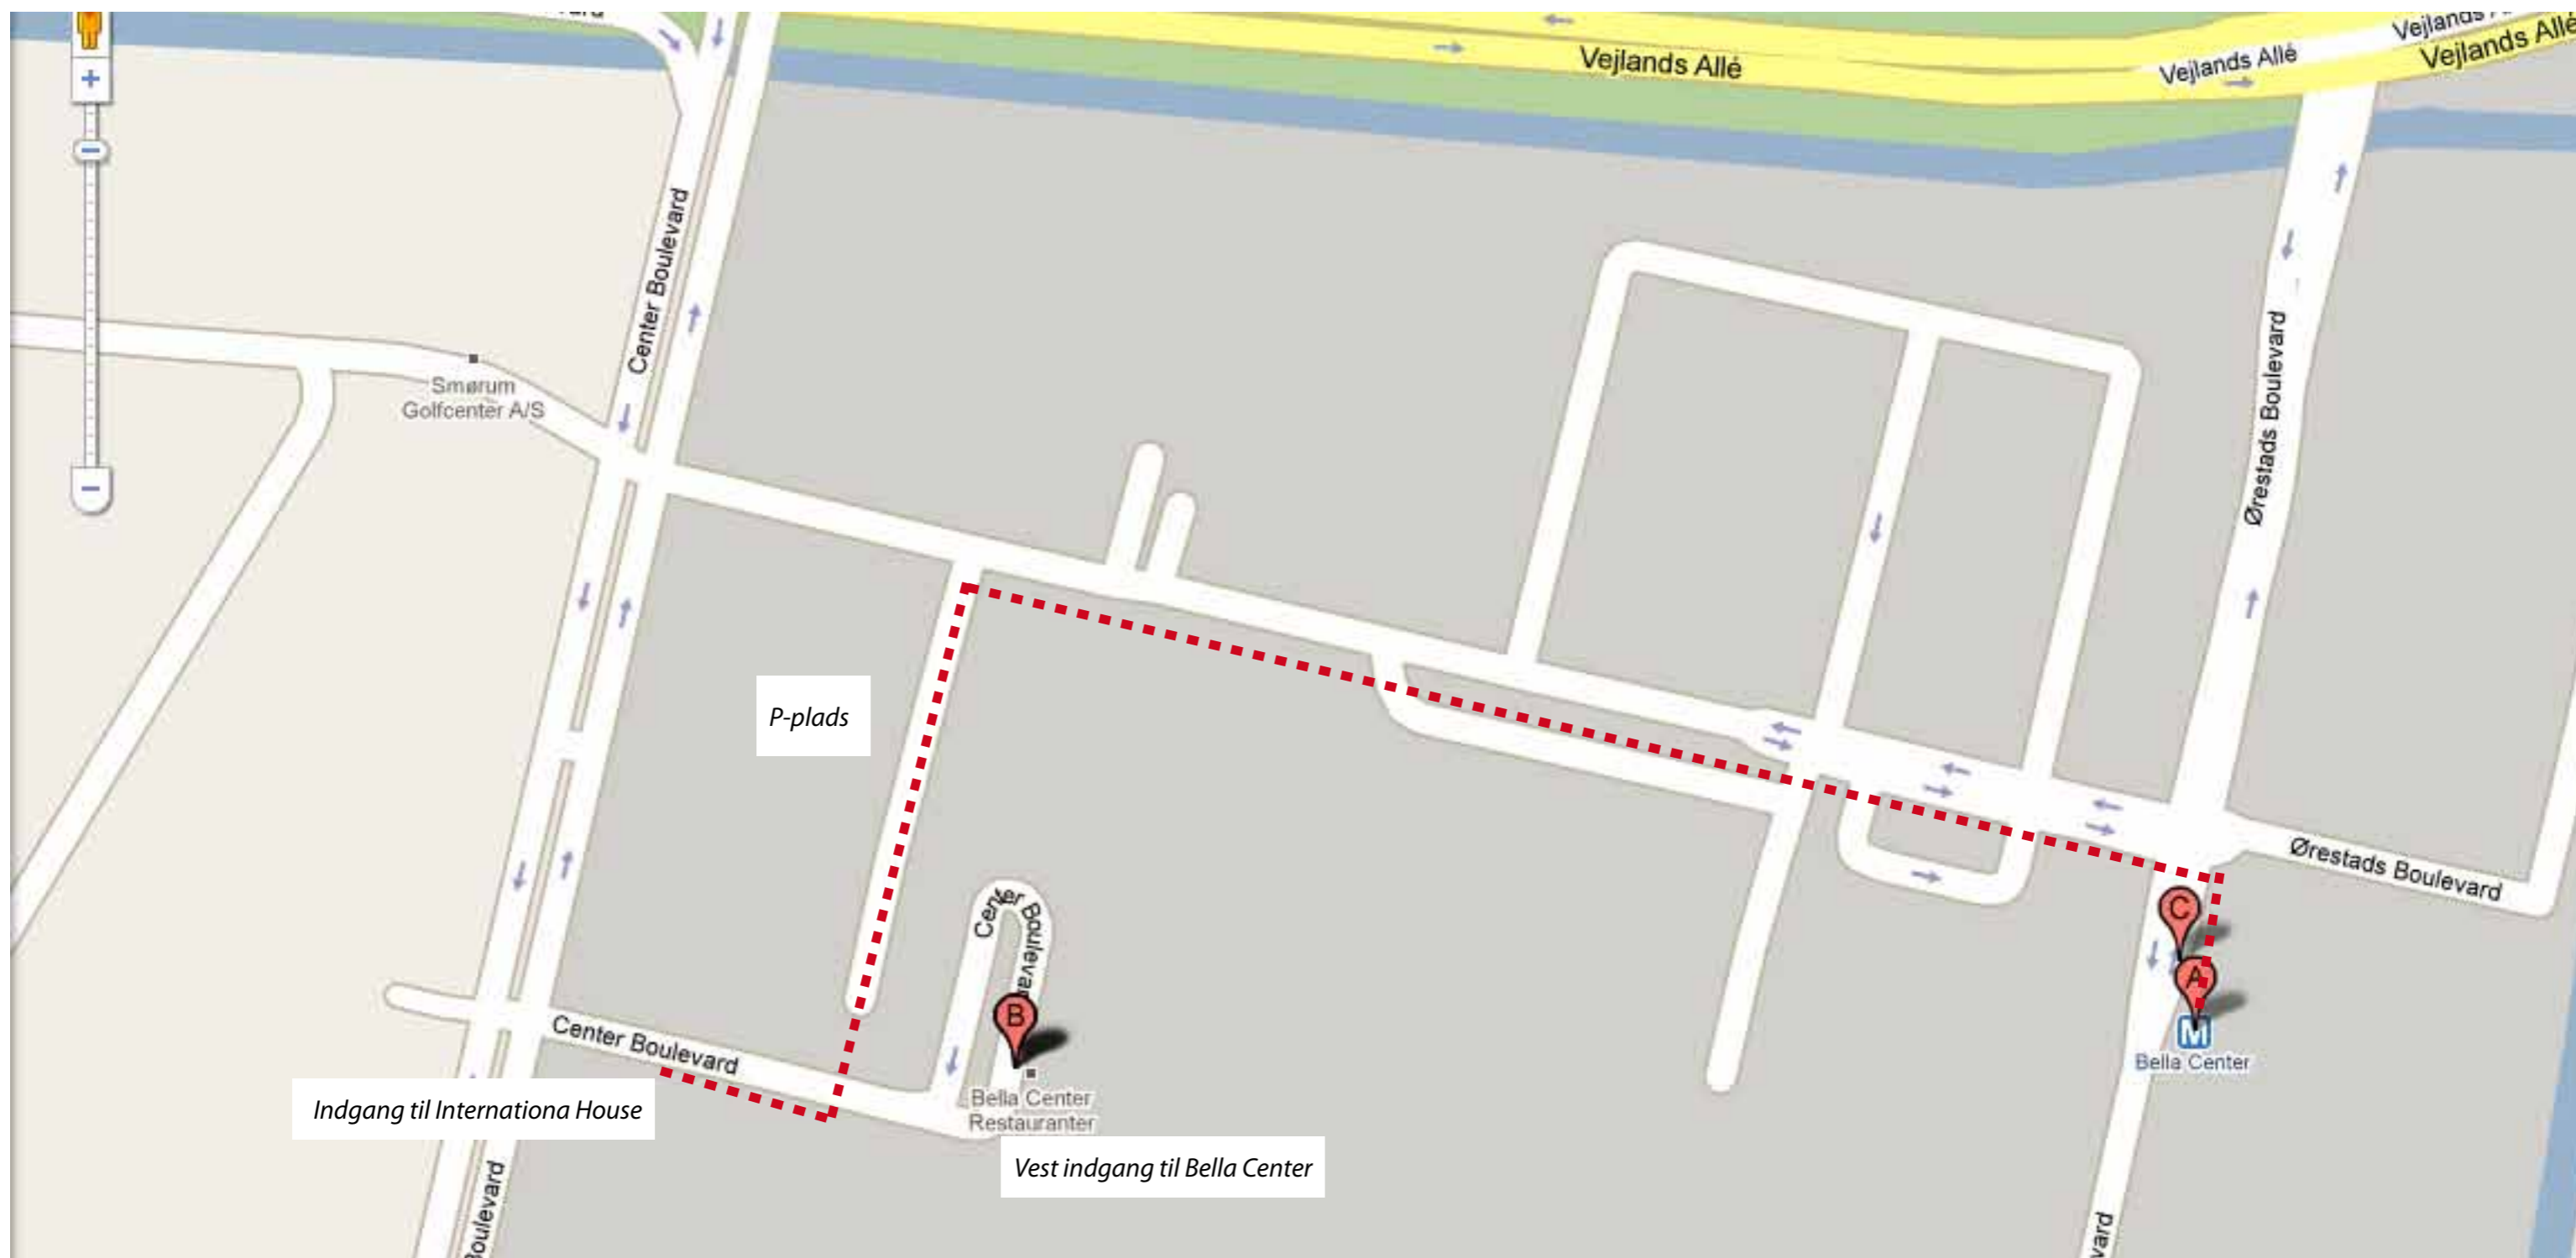 Vejlands Allé
Vejlands Allé
Vejlands Allé
Center Boulevard
Smørum
Golfcenter A/S
Ørestads Boulevard
P-plads
Ørestads Boulevard
Center Boulevard
C
A
B
M
Bella Center
Center Boulevard
Indgang til Internationa House
Bella Center
Restauranter
Vest indgang til Bella Center
Boulevard